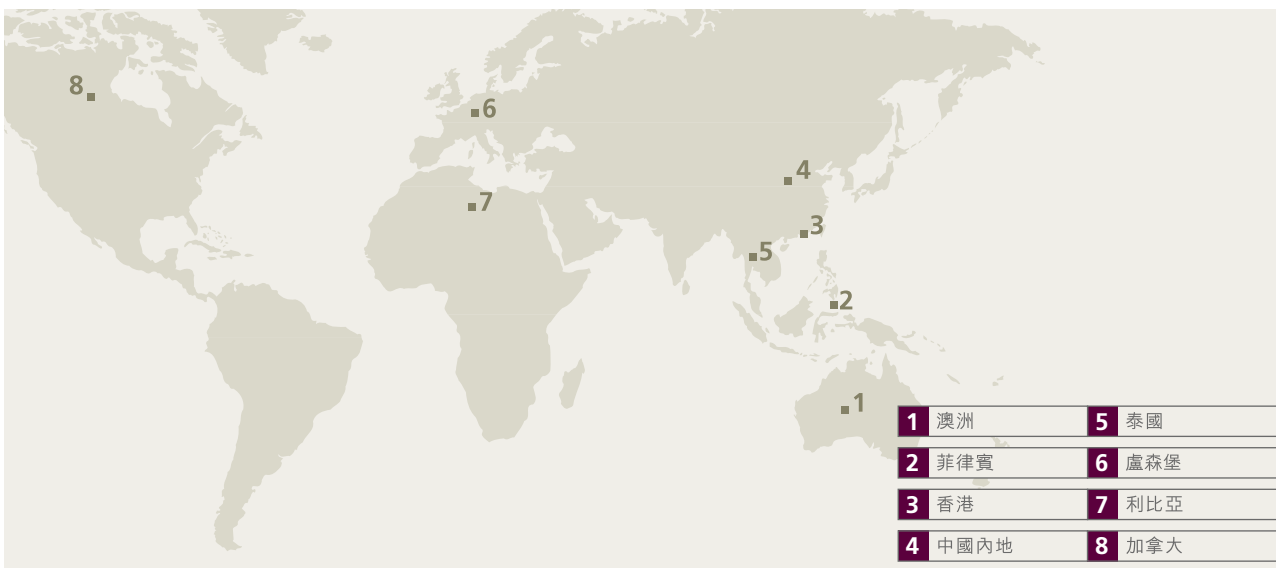 8
6
4
7
3
5
2
1
1 澳洲
5 泰國
2 菲律賓
6 盧森堡
3 香港
7 利比亞
4 中國內地
8 加拿大